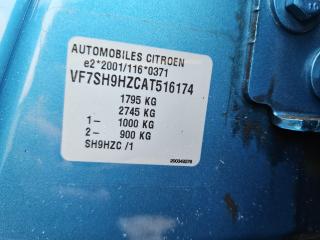 AUTOMOBILES CITROEN
e2*2001/116*0371
VF7SH9HZCAT516174
1795 KG
2745 KG
1- 1000 KG
2- 900 KG
SH9HZC /1